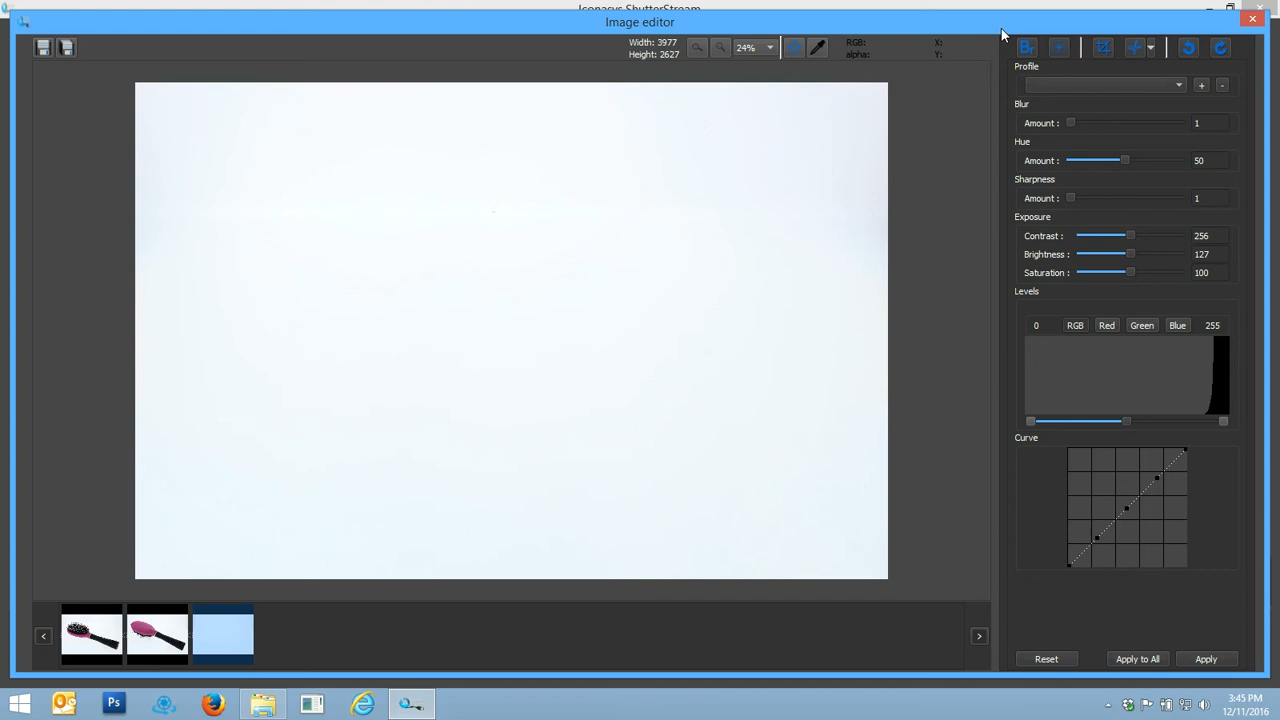 Iconasys ShutterStream
Image editor
Width: 3977
Height: 2627
24%
RGB:
alpha:
X:
Y:
Br
Profile
+
-
Blur
Amount : 1
Hue
Amount : 50
Sharpness
Amount : 1
Exposure
Contrast : 256
Brightness : 127
Saturation : 100
Levels
0 RGB Red Green Blue 255
Curve
< >
Reset Apply to All Apply
Ps
3:45 PM
12/11/2016